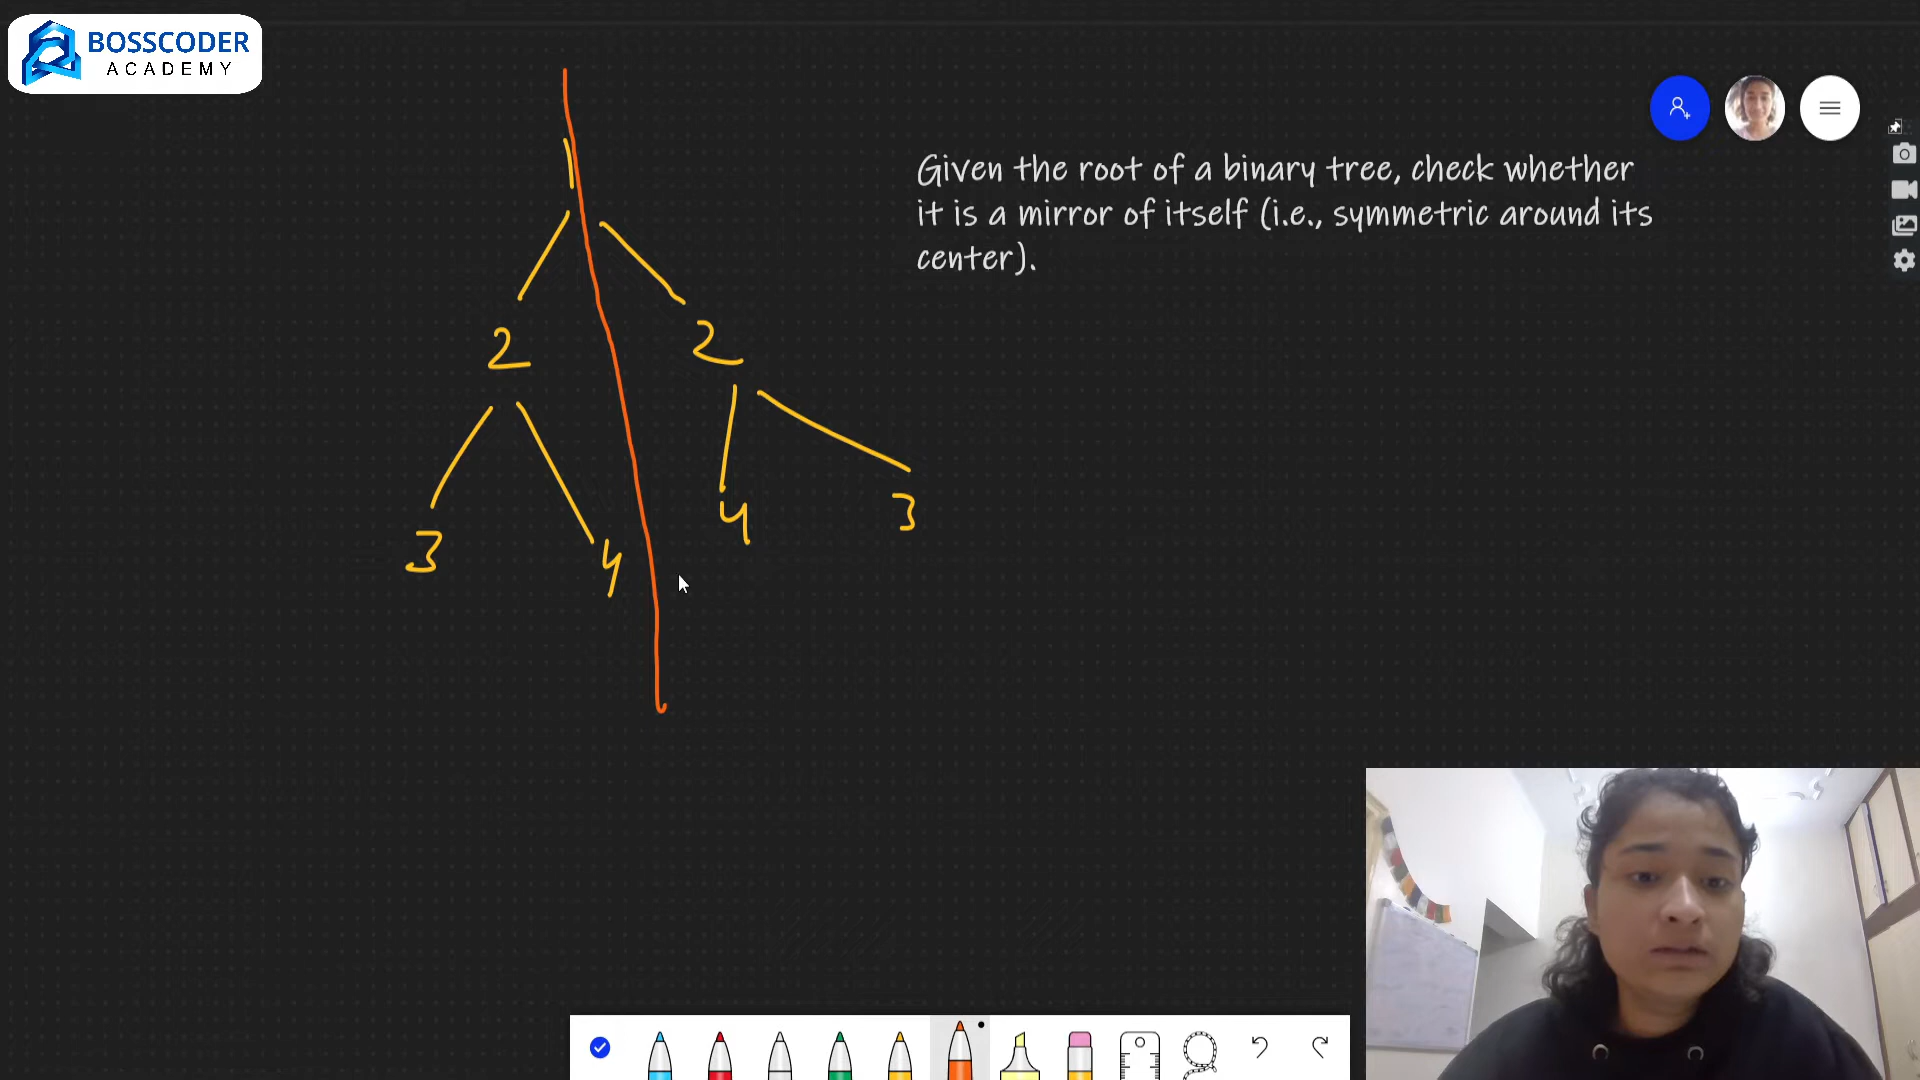 BOSSCODER
ACADEMY
Given the root of a binary tree, check whether
it is a mirror of itself (i.e., symmetric around its
center).
1
2 2
3 4 4 3